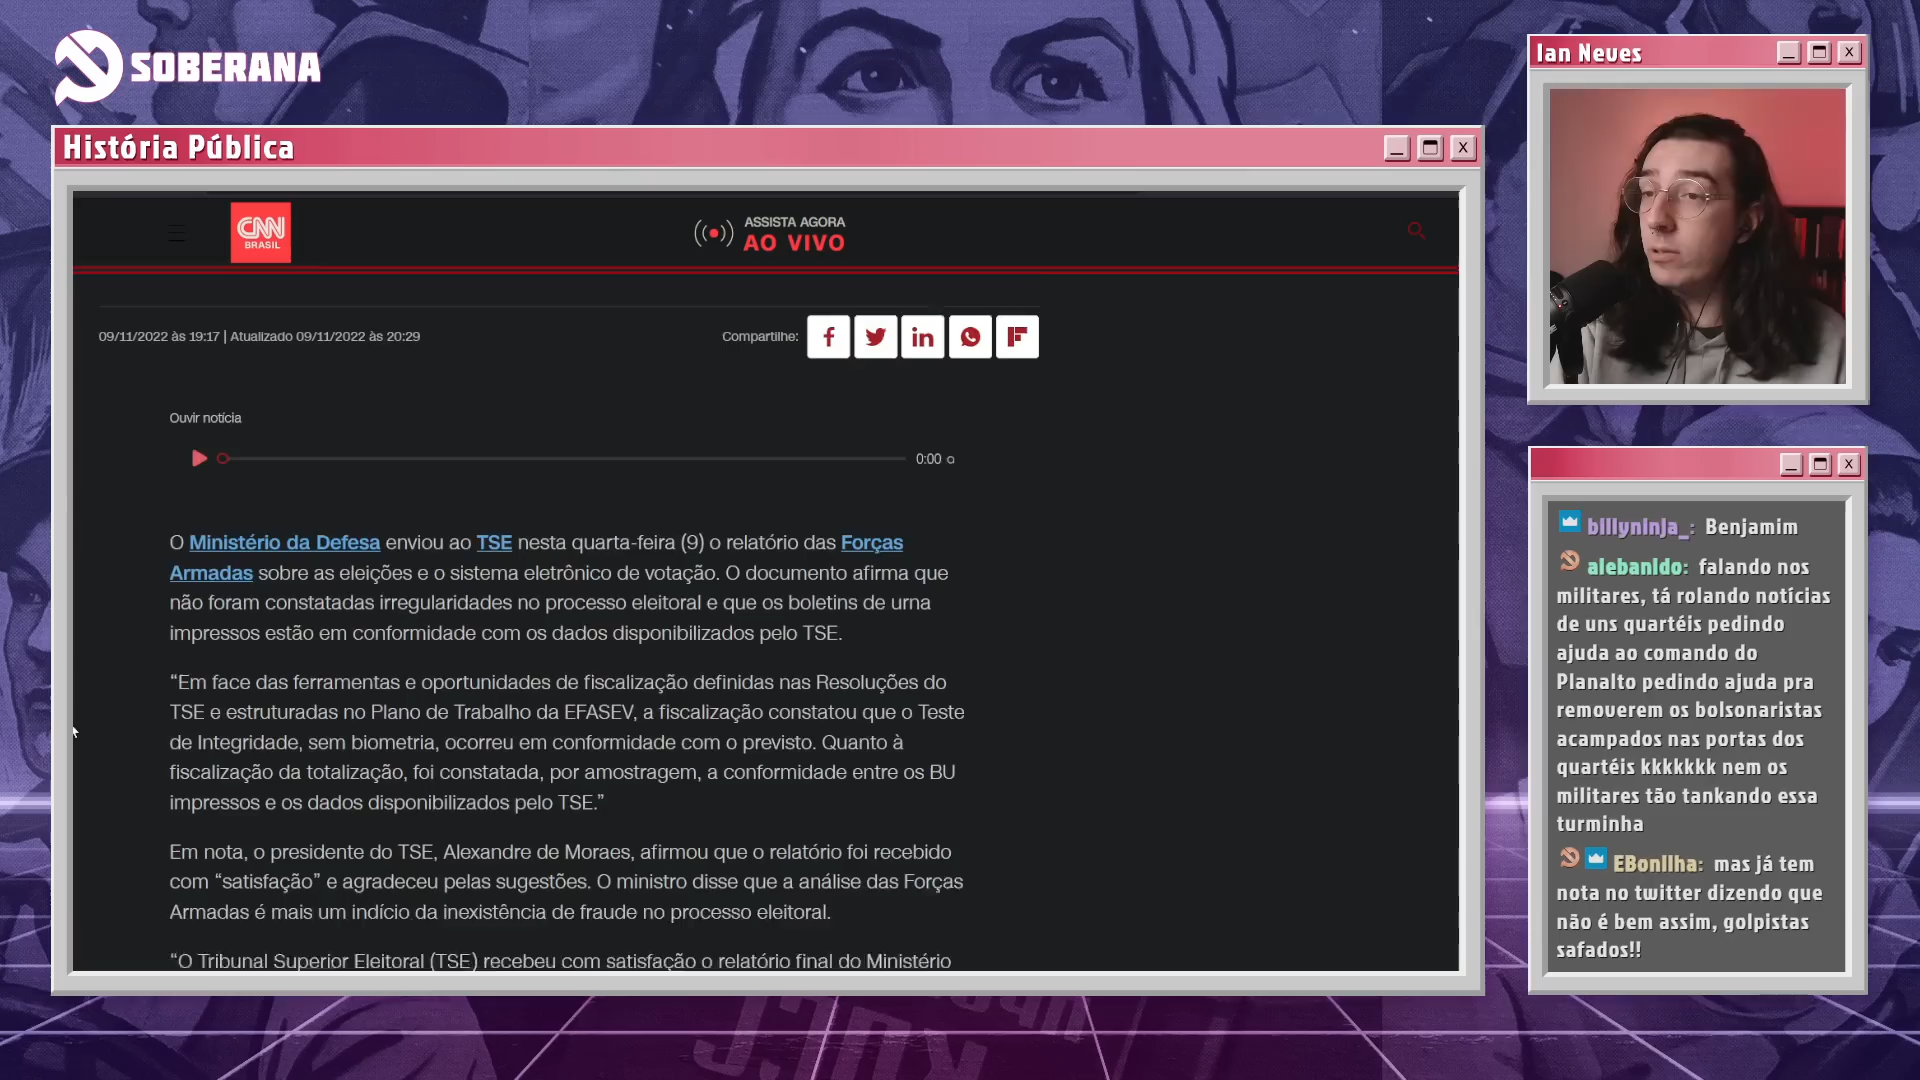 SOBERANA
História Pública
CNN
BRASIL
ASSISTA AGORA
AO VIVO
09/11/2022 às 19:17 | Atualizado 09/11/2022 às 20:29
Compartilhe:
Ouvir notícia
0:00
O Ministério da Defesa enviou ao TSE nesta quarta-feira (9) o relatório das Forças
Armadas sobre as eleições e o sistema eletrônico de votação. O documento afirma que
não foram constatadas irregularidades no processo eleitoral e que os boletins de urna
impressos estão em conformidade com os dados disponibilizados pelo TSE.
“Em face das ferramentas e oportunidades de fiscalização definidas nas Resoluções do
TSE e estruturadas no Plano de Trabalho da EFASEV, a fiscalização constatou que o Teste
de Integridade, sem biometria, ocorreu em conformidade com o previsto. Quanto à
fiscalização da totalização, foi constatada, por amostragem, a conformidade entre os BU
impressos e os dados disponibilizados pelo TSE.”
Em nota, o presidente do TSE, Alexandre de Moraes, afirmou que o relatório foi recebido
com “satisfação” e agradeceu pelas sugestões. O ministro disse que a análise das Forças
Armadas é mais um indício da inexistência de fraude no processo eleitoral.
“O Tribunal Superior Eleitoral (TSE) recebeu com satisfação o relatório final do Ministério
Ian Neves
billyninja_: Benjamim
alebanido: falando nos
militares, tá rolando notícias
de uns quartéis pedindo
ajuda ao comando do
Planalto pedindo ajuda pra
removerem os bolsonaristas
acampados nas portas dos
quartéis kkkkkkk nem os
militares tão tankando essa
turminha
EBonilha: mas já tem
nota no twitter dizendo que
não é bem assim, golpistas
safados!!